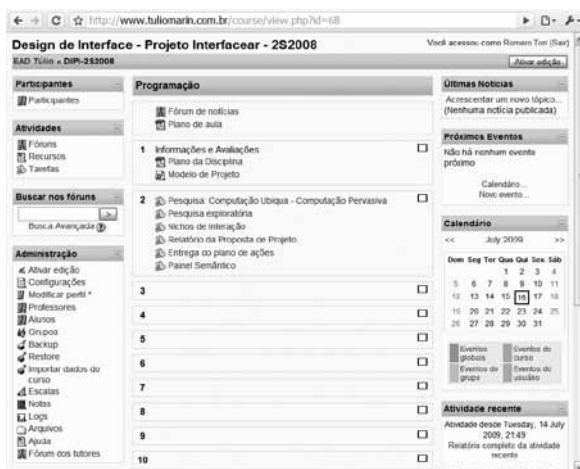 http://www.tuliomarin.com.br/course/view.php?id=68
Design de Interface - Projeto Interfacear - 2S2008
Você acessou como Romero Tori (Sair)
EAD Túlio » DIPI-2S2008
Ativar edição
Participantes
Participantes
Atividades
Fóruns
Recursos
Tarefas
Buscar nos fóruns
Busca Avançada
Administração
Ativar edição
Configurações
Modificar perfil *
Professores
Alunos
Grupos
Backup
Restore
Importar dados do
curso
Escalas
Notas
Logs
Arquivos
Ajuda
Fórum dos tutores
Programação
Fórum de notícias
Plano de aula
1 Informações e Avaliações
Plano da Disciplina
Modelo de Projeto
2 Pesquisa: Computação Ubíqua - Computação Pervasiva
Pesquisa exploratória
Nichos de Interação
Relatório da Proposta de Projeto
Entrega do plano de ações
Painel Semântico
3
4
5
6
7
8
9
10
Últimas Notícias
Acrescentar um novo tópico...
(Nenhuma notícia publicada)
Próximos Eventos
Não há nenhum evento
próximo
Calendário...
Novo evento...
Calendário
<< July 2009 >>
Dom Seg Ter Qua Qui Sex Sáb
1 2 3 4
5 6 7 8 9 10 11
12 13 14 15 16 17 18
19 20 21 22 23 24 25
26 27 28 29 30 31
Eventos globais
Eventos do curso
Eventos do grupo
Eventos do usuário
Atividade recente
Atividade desde Tuesday, 14 July
2009, 21:49
Relatório completo da atividade
recente